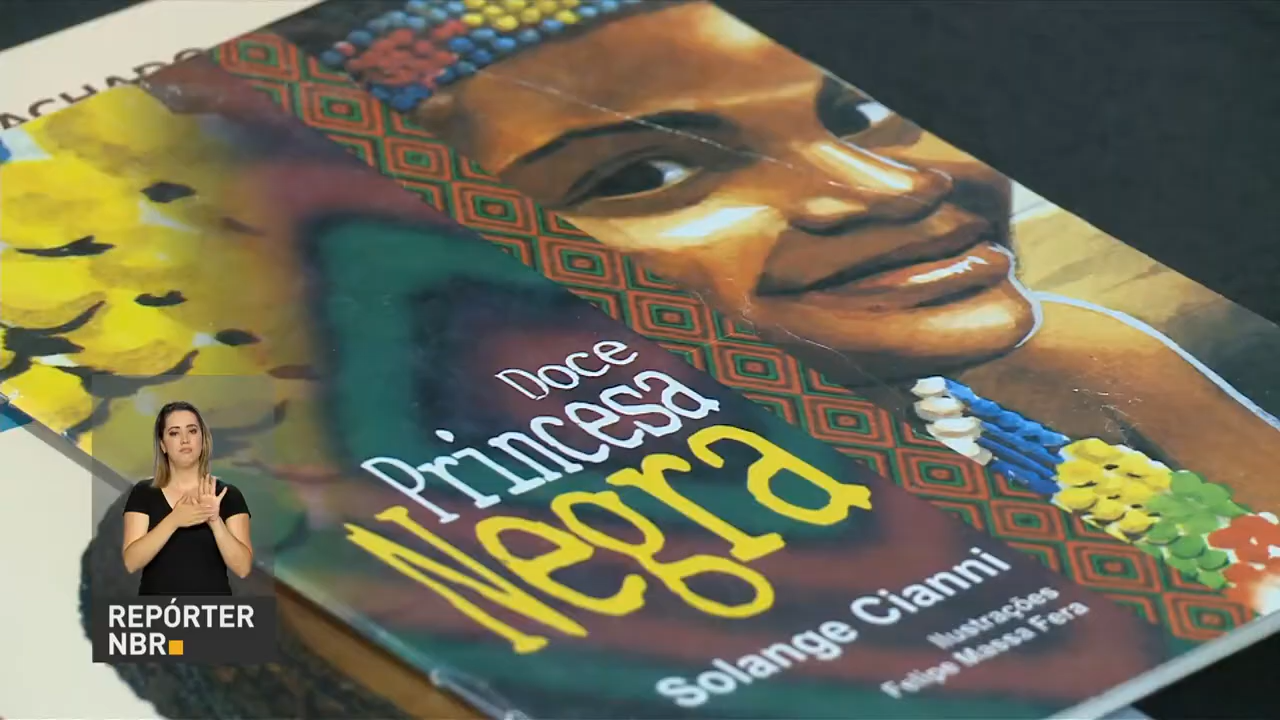 ACHADO
Doce
Princesa
Negra
Solange Cianni
Ilustrações
Felipe Massa Fera
REPÓRTER
NBR